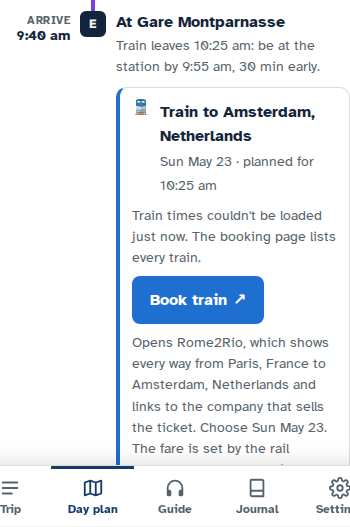 ARRIVE
9:40 am
E
At Gare Montparnasse
Train leaves 10:25 am: be at the
station by 9:55 am, 30 min early.
Train to Amsterdam,
Netherlands
Sun May 23 · planned for
10:25 am
Train times couldn't be loaded
just now. The booking page lists
every train.
Book train ↗
Opens Rome2Rio, which shows
every way from Paris, France to
Amsterdam, Netherlands and
links to the company that sells
the ticket. Choose Sun May 23.
The fare is set by the rail
Trip
Day plan
Guide
Journal
Settin